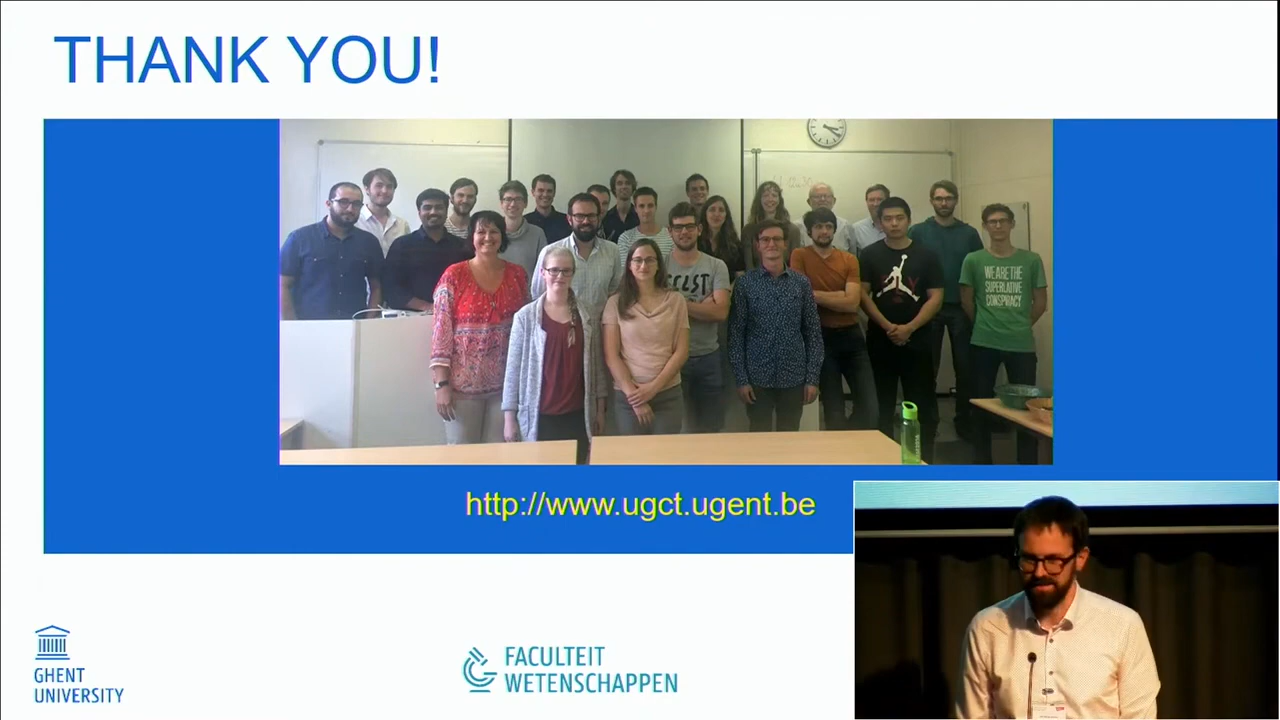 THANK YOU!
WE ARE THE
SUPERLATIVE
CONSPIRACY
http://www.ugct.ugent.be
GHENT
UNIVERSITY
FACULTEIT
WETENSCHAPPEN